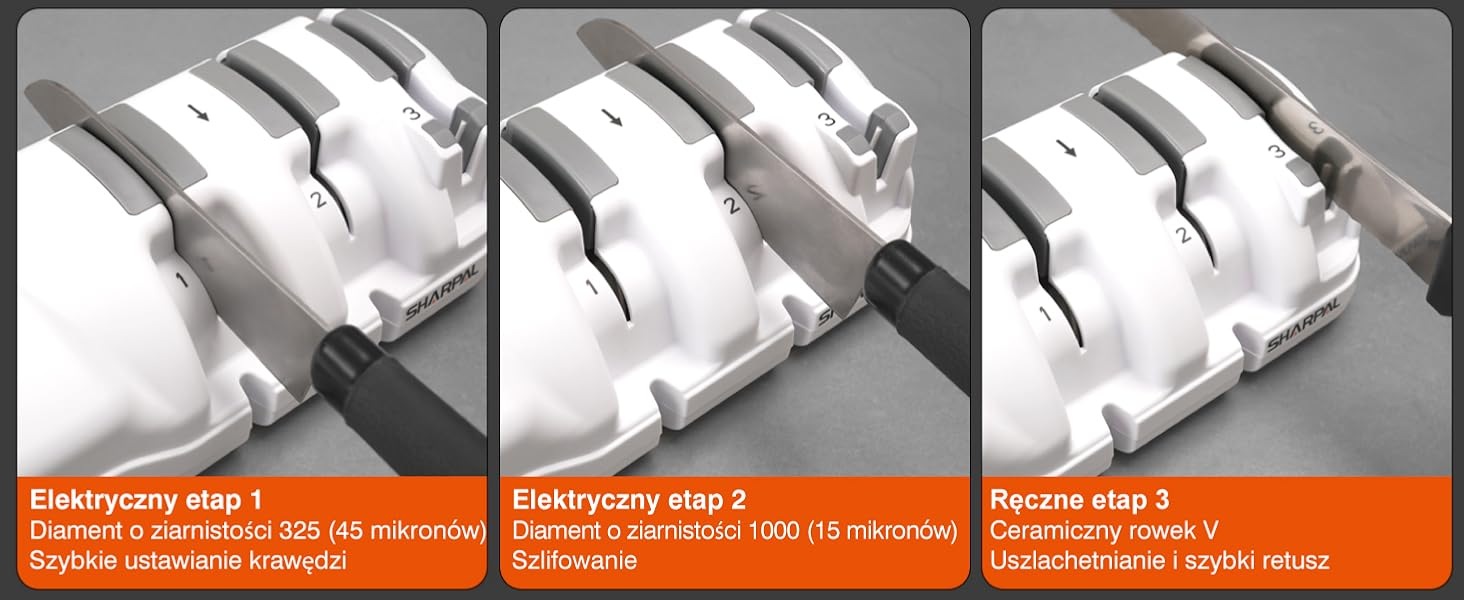 1
2
3
SHARPAL
Elektryczny etap 1
Diament o ziarnistości 325 (45 mikronów)
Szybkie ustawianie krawędzi
1
2
3
Elektryczny etap 2
Diament o ziarnistości 1000 (15 mikronów)
Szlifowanie
1
2
3
SHARPAL
Ręczne etap 3
Ceramiczny rowek V
Uszlachetnianie i szybki retusz